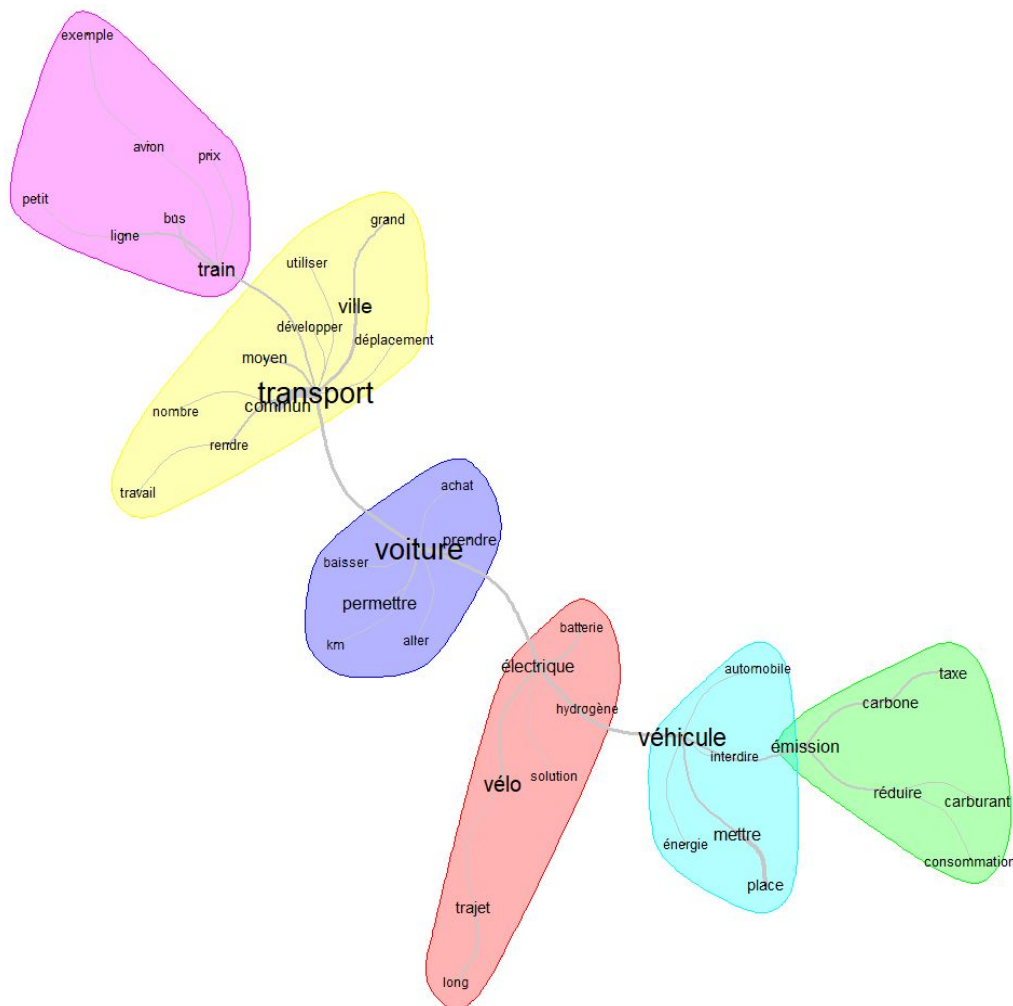 exemple
avion
prix
petit
bus
ligne
train
grand
utiliser
ville
développer
déplacement
moyen
transport
commun
nombre
rendre
travail
achat
prendre
voiture
baisser
permettre
km
aller
batterie
électrique
hydrogène
solution
vélo
trajet
long
automobile
véhicule
interdire
énergie
mettre
place
émission
taxe
carbone
réduire
carburant
consommation